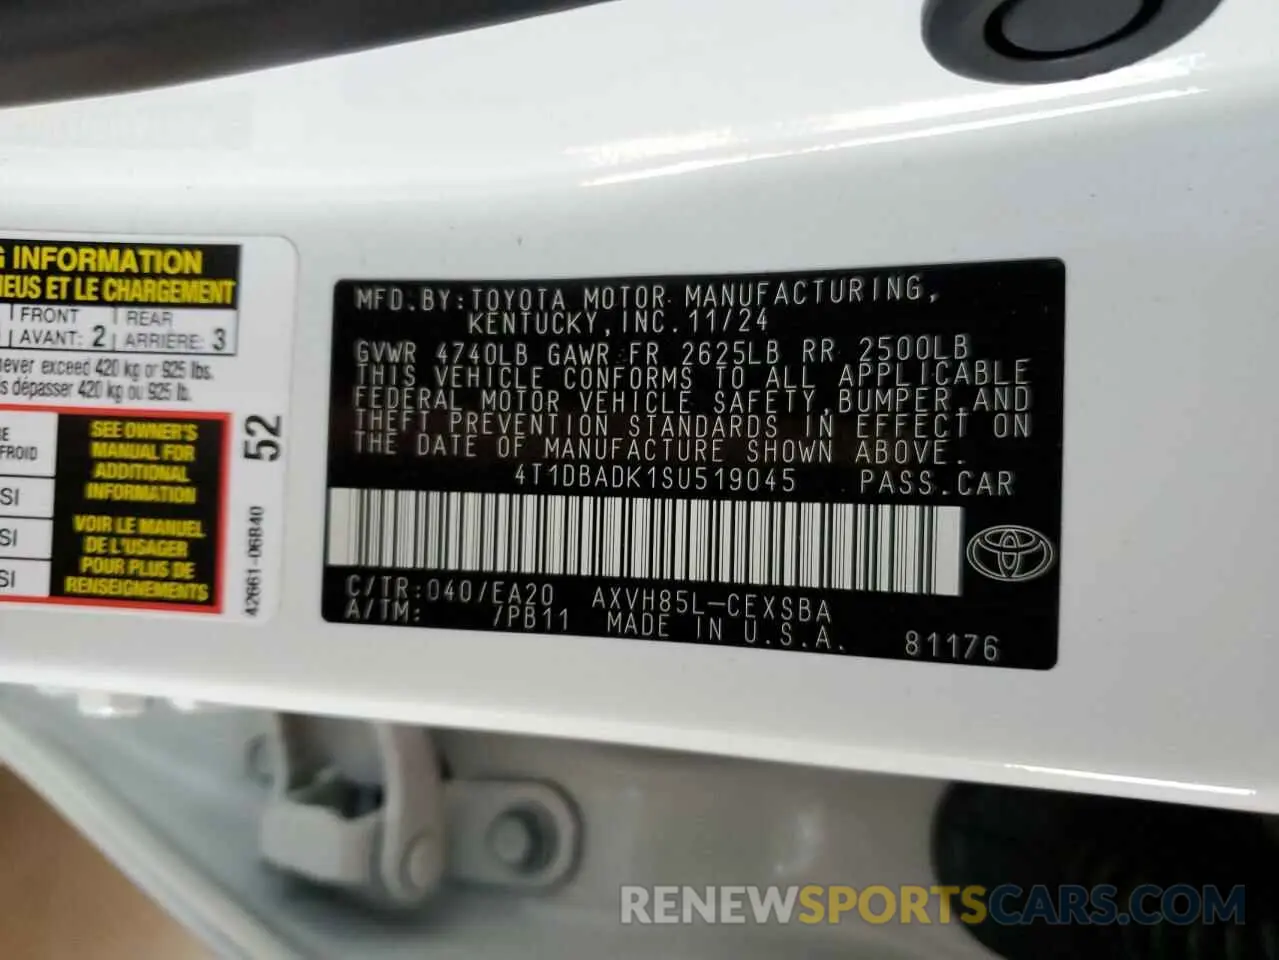 G INFORMATION
IEUS ET LE CHARGEMENT
FRONT REAR
AVANT: 2 ARRIÈRE: 3
never exceed 420 kg or 925 lbs.
s dépasser 420 kg ou 925 lb.
FROID
SEE OWNER'S
MANUAL FOR
ADDITIONAL
INFORMATION
VOIR LE MANUEL
DE L'USAGER
POUR PLUS DE
RENSEIGNEMENTS
SI
SI
SI
52
42661-06B40
MFD.BY:TOYOTA MOTOR MANUFACTURING,
KENTUCKY,INC.11/24
GVWR 4740LB GAWR FR 2625LB RR 2500LB
THIS VEHICLE CONFORMS TO ALL APPLICABLE
FEDERAL MOTOR VEHICLE SAFETY,BUMPER,AND
THEFT PREVENTION STANDARDS IN EFFECT ON
THE DATE OF MANUFACTURE SHOWN ABOVE.
4T1DBADK1SU519045 PASS.CAR
C/TR:040/EA20 AXVH85L-CEXSBA
A/TM: /PB11 MADE IN U.S.A. 81176
RENEWSPORTSCARS.COM